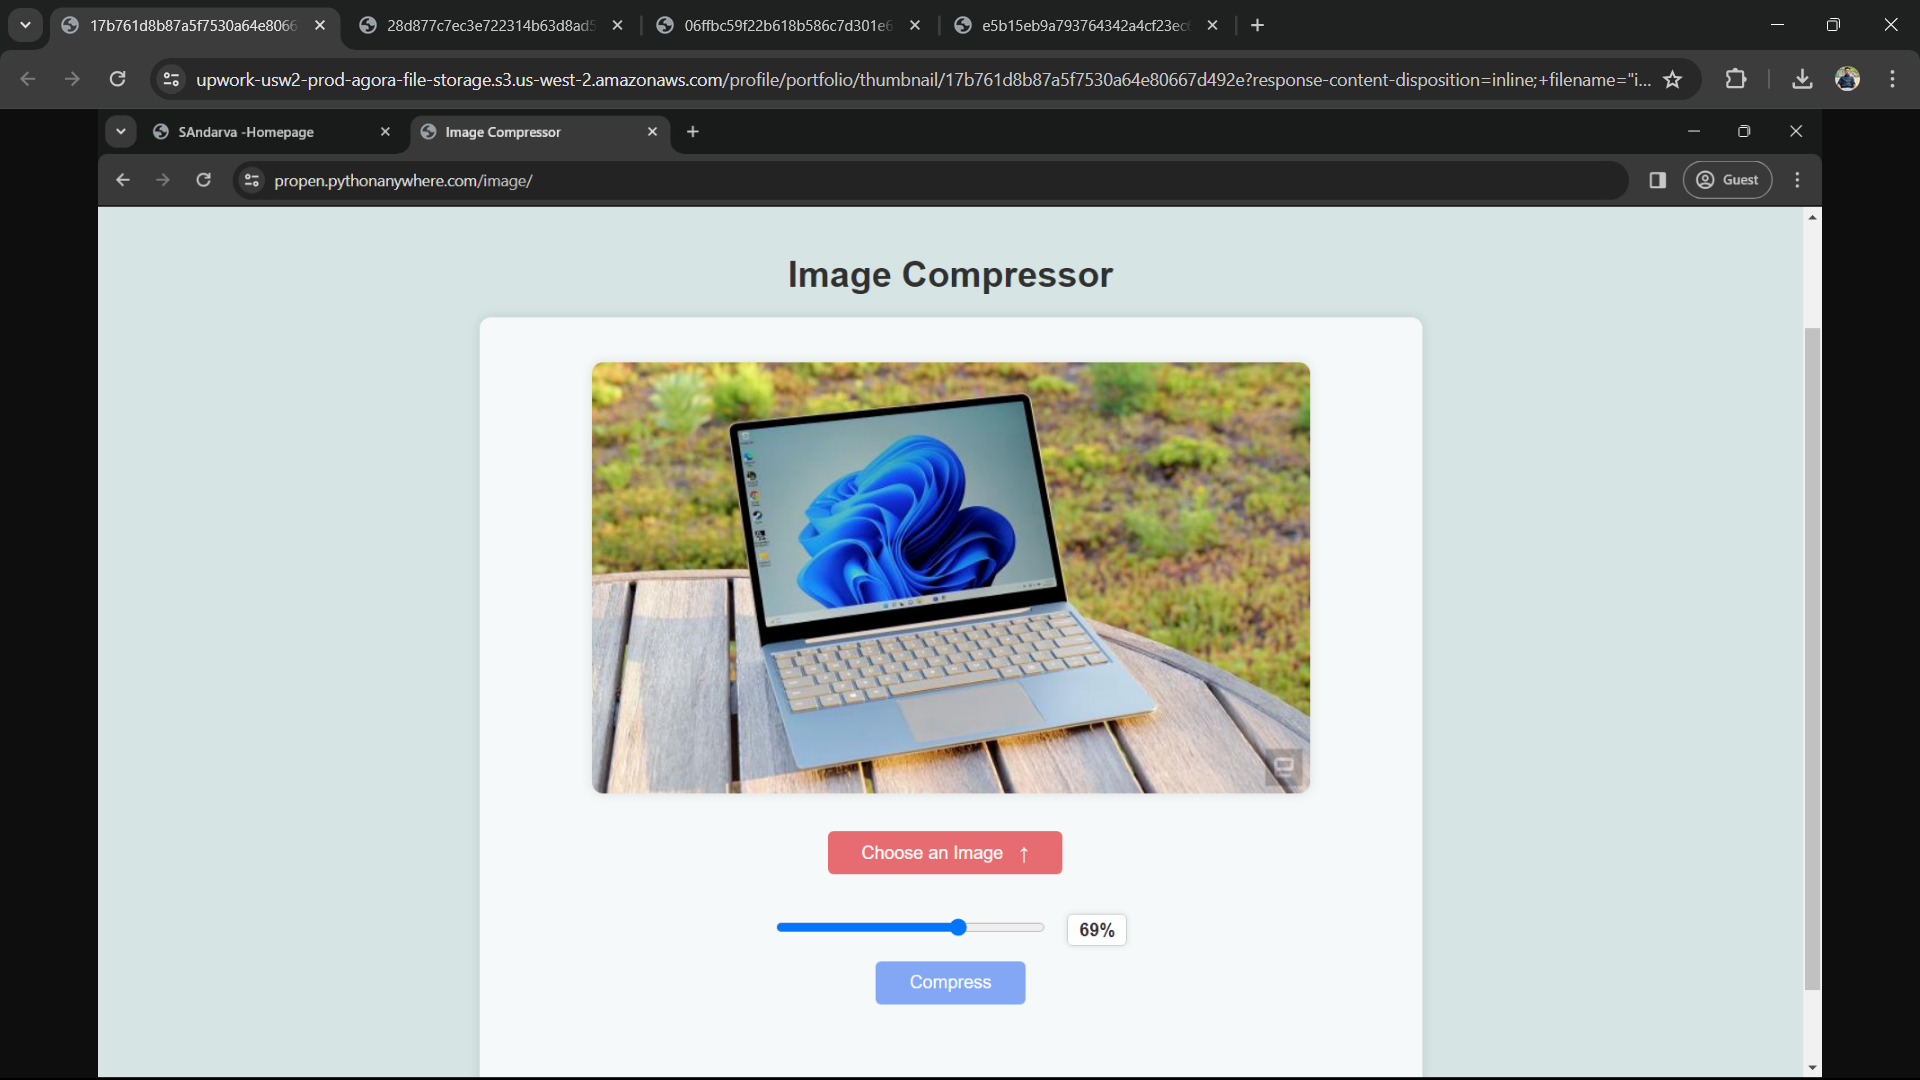 17b761d8b87a5f7530a64e8066
28d877c7ec3e722314b63d8ad5
06ffbc59f22b618b586c7d301e6
e5b15eb9a793764342a4cf23ec
upwork-usw2-prod-agora-file-storage.s3.us-west-2.amazonaws.com/profile/portfolio/thumbnail/17b761d8b87a5f7530a64e80667d492e?response-content-disposition=inline;+filename="i...
SAndarva -Homepage
Image Compressor
propen.pythonanywhere.com/image/
Guest
Image Compressor
Choose an Image ↑
69%
Compress